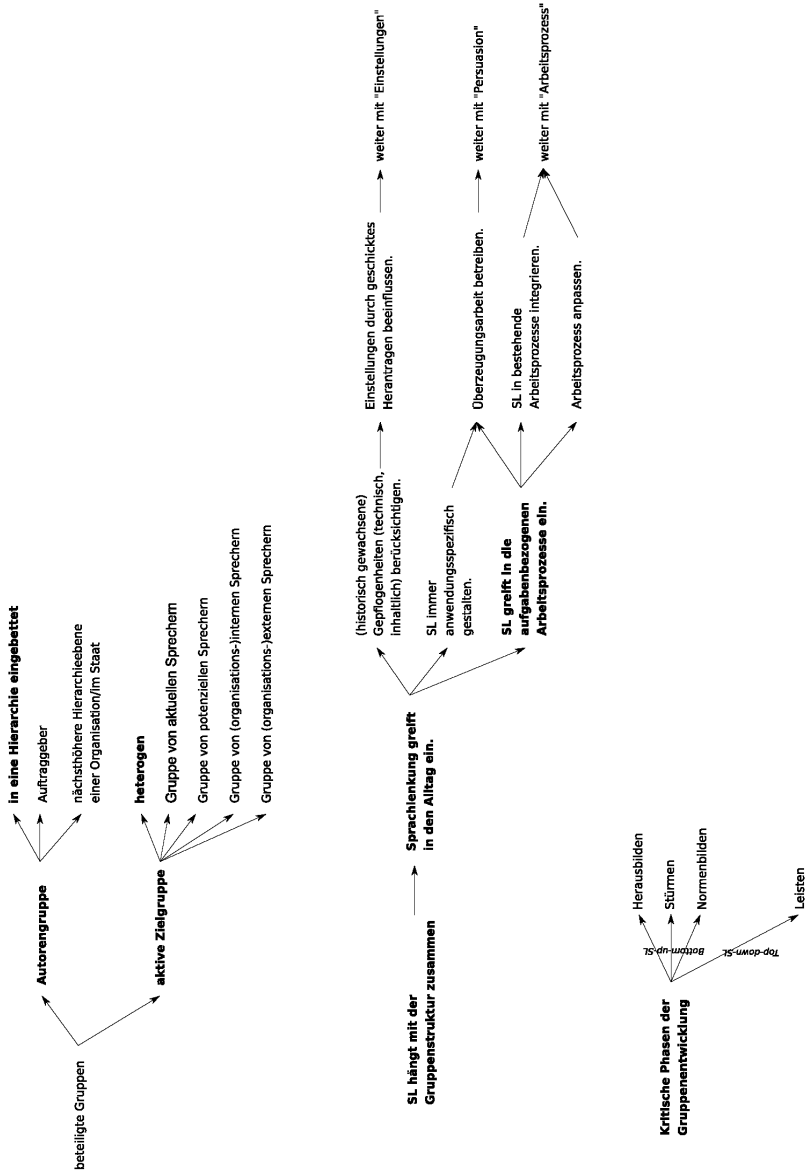 beteiligte Gruppen
Autorengruppe
in eine Hierarchie eingebettet
Auftraggeber
nächsthöhere Hierarchieebene
einer Organisation/im Staat
aktive Zielgruppe
heterogen
Gruppe von aktuellen Sprechern
Gruppe von potenziellen Sprechern
Gruppe von (organisations-)internen Sprechern
Gruppe von (organisations-)externen Sprechern
SL hängt mit der
Gruppenstruktur zusammen
Sprachlenkung greift
in den Alltag ein.
(historisch gewachsene)
Gepflogenheiten (technisch,
inhaltlich) berücksichtigen.
Einstellungen durch geschicktes
Herantragen beeinflussen.
weiter mit "Einstellungen"
SL immer
anwendungsspezifisch
gestalten.
Überzeugungsarbeit betreiben.
weiter mit "Persuasion"
SL greift in die
aufgabenbezogenen
Arbeitsprozesse ein.
SL in bestehende
Arbeitsprozesse integrieren.
Arbeitsprozess anpassen.
weiter mit "Arbeitsprozess"
Kritische Phasen der
Gruppenentwicklung
Bottom-up-SL
Top-down-SL
Herausbilden
Stürmen
Normenbilden
Leisten